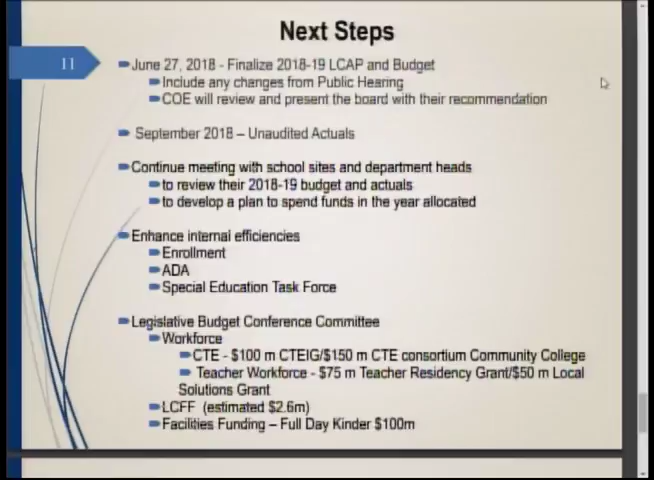 Next Steps
11
June 27, 2018 - Finalize 2018-19 LCAP and Budget
Include any changes from Public Hearing
COE will review and present the board with their recommendation
September 2018 – Unaudited Actuals
Continue meeting with school sites and department heads
to review their 2018-19 budget and actuals
to develop a plan to spend funds in the year allocated
Enhance internal efficiencies
Enrollment
ADA
Special Education Task Force
Legislative Budget Conference Committee
Workforce
CTE - $100 m CTEIG/$150 m CTE consortium Community College
Teacher Workforce - $75 m Teacher Residency Grant/$50 m Local
Solutions Grant
LCFF (estimated $2.6m)
Facilities Funding – Full Day Kinder $100m